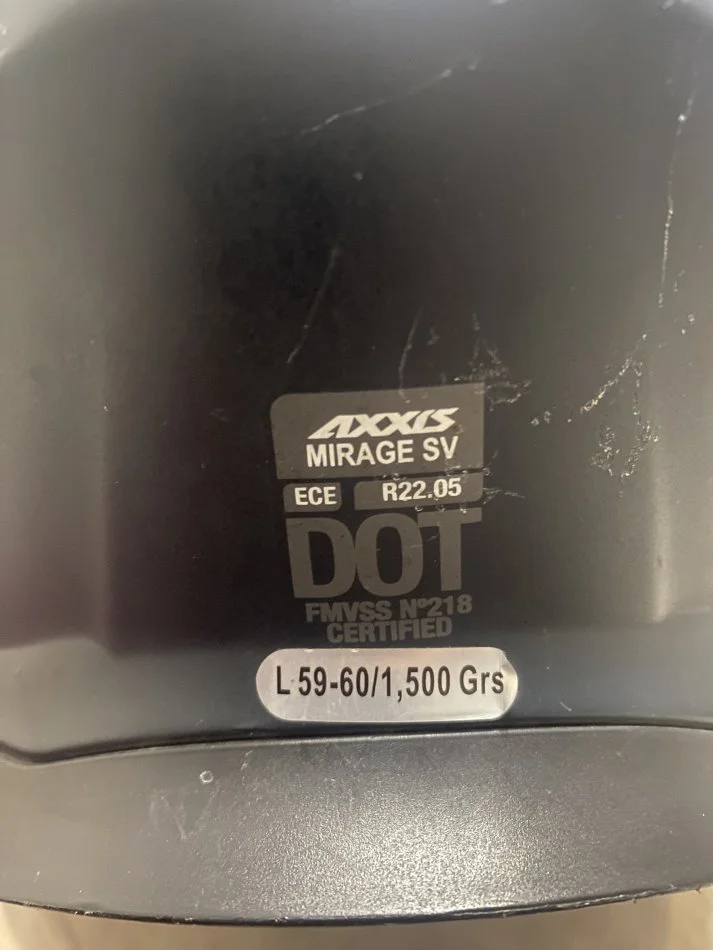 AXXIS
MIRAGE SV
ECE R22.05
DOT
FMVSS Nº218
CERTIFIED
L 59-60/1,500 Grs